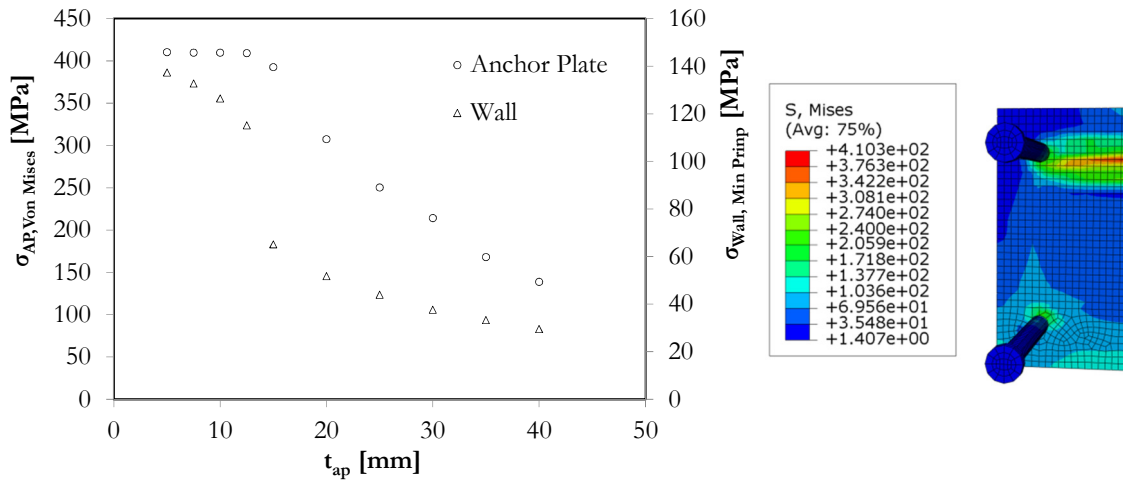 450
400
350
300
250
200
150
100
50
0
σAP,Von Mises [MPa]
160
140
120
100
80
60
40
20
0
σWall, Min Prinp [MPa]
Anchor Plate
Wall
0
10
20
30
40
50
tap [mm]
S, Mises
(Avg: 75%)
+4.103e+02
+3.763e+02
+3.422e+02
+3.081e+02
+2.740e+02
+2.400e+02
+2.059e+02
+1.718e+02
+1.377e+02
+1.036e+02
+6.956e+01
+3.548e+01
+1.407e+00